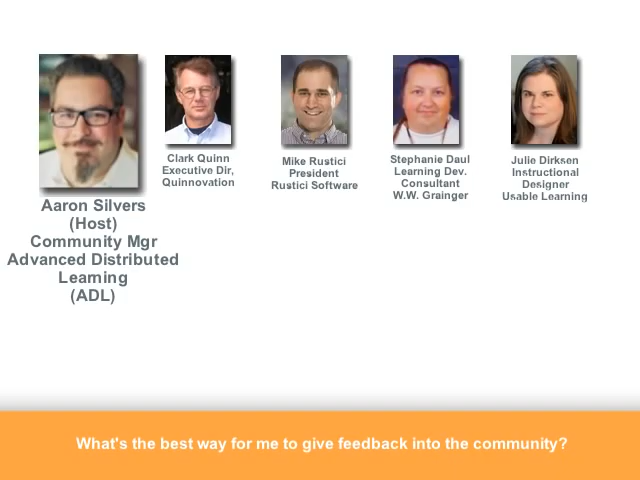 Aaron Silvers
(Host)
Community Mgr
Advanced Distributed
Learning
(ADL)
Clark Quinn
Executive Dir,
Quinnovation
Mike Rustici
President
Rustici Software
Stephanie Daul
Learning Dev.
Consultant
W.W. Grainger
Julie Dirksen
Instructional
Designer
Usable Learning
What's the best way for me to give feedback into the community?